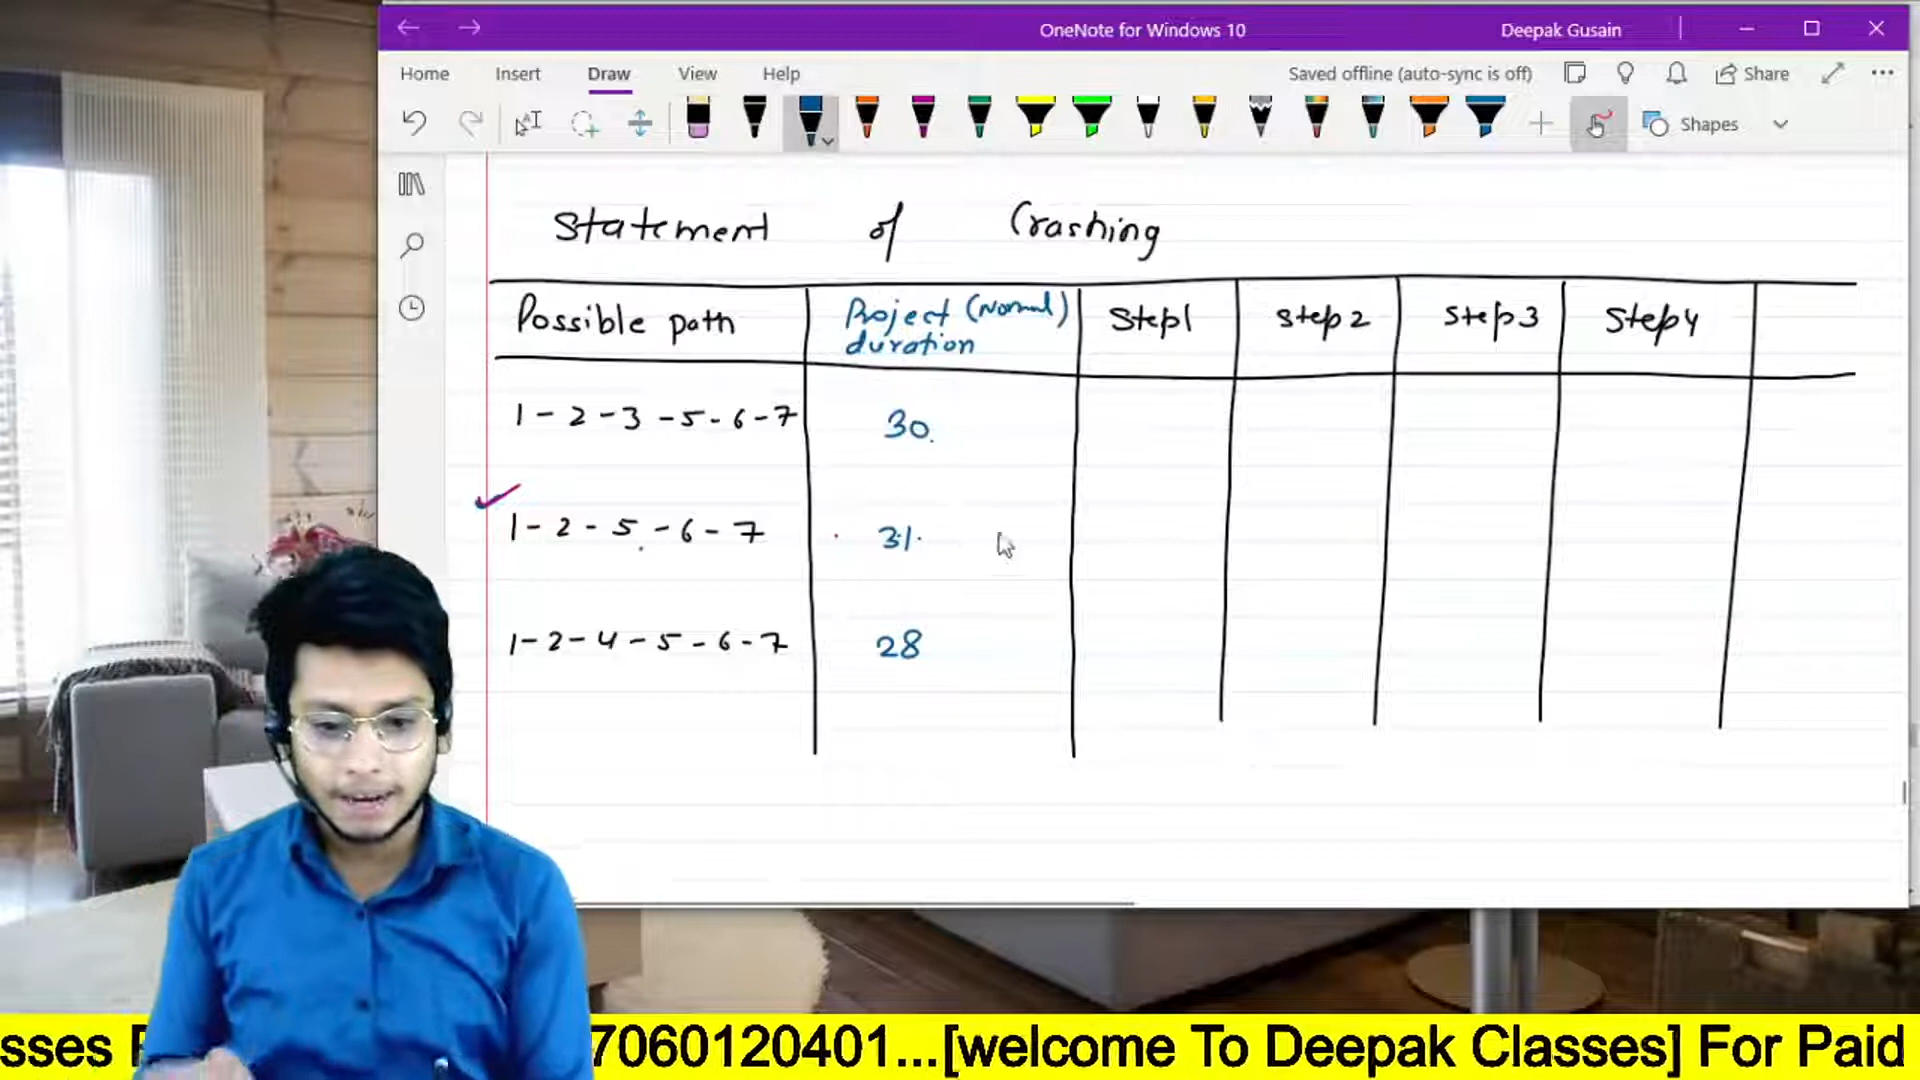 OneNote for Windows 10
Deepak Gusain
Home Insert Draw View Help
Saved offline (auto-sync is off)
Share
Shapes
Statement of Crashing
Possible path
Project (Normal) duration
Step1
Step2
Step3
Step4
1-2-3-5-6-7
30
1-2-5-6-7
31
1-2-4-5-6-7
28
sses
7060120401...[welcome To Deepak Classes] For Paid